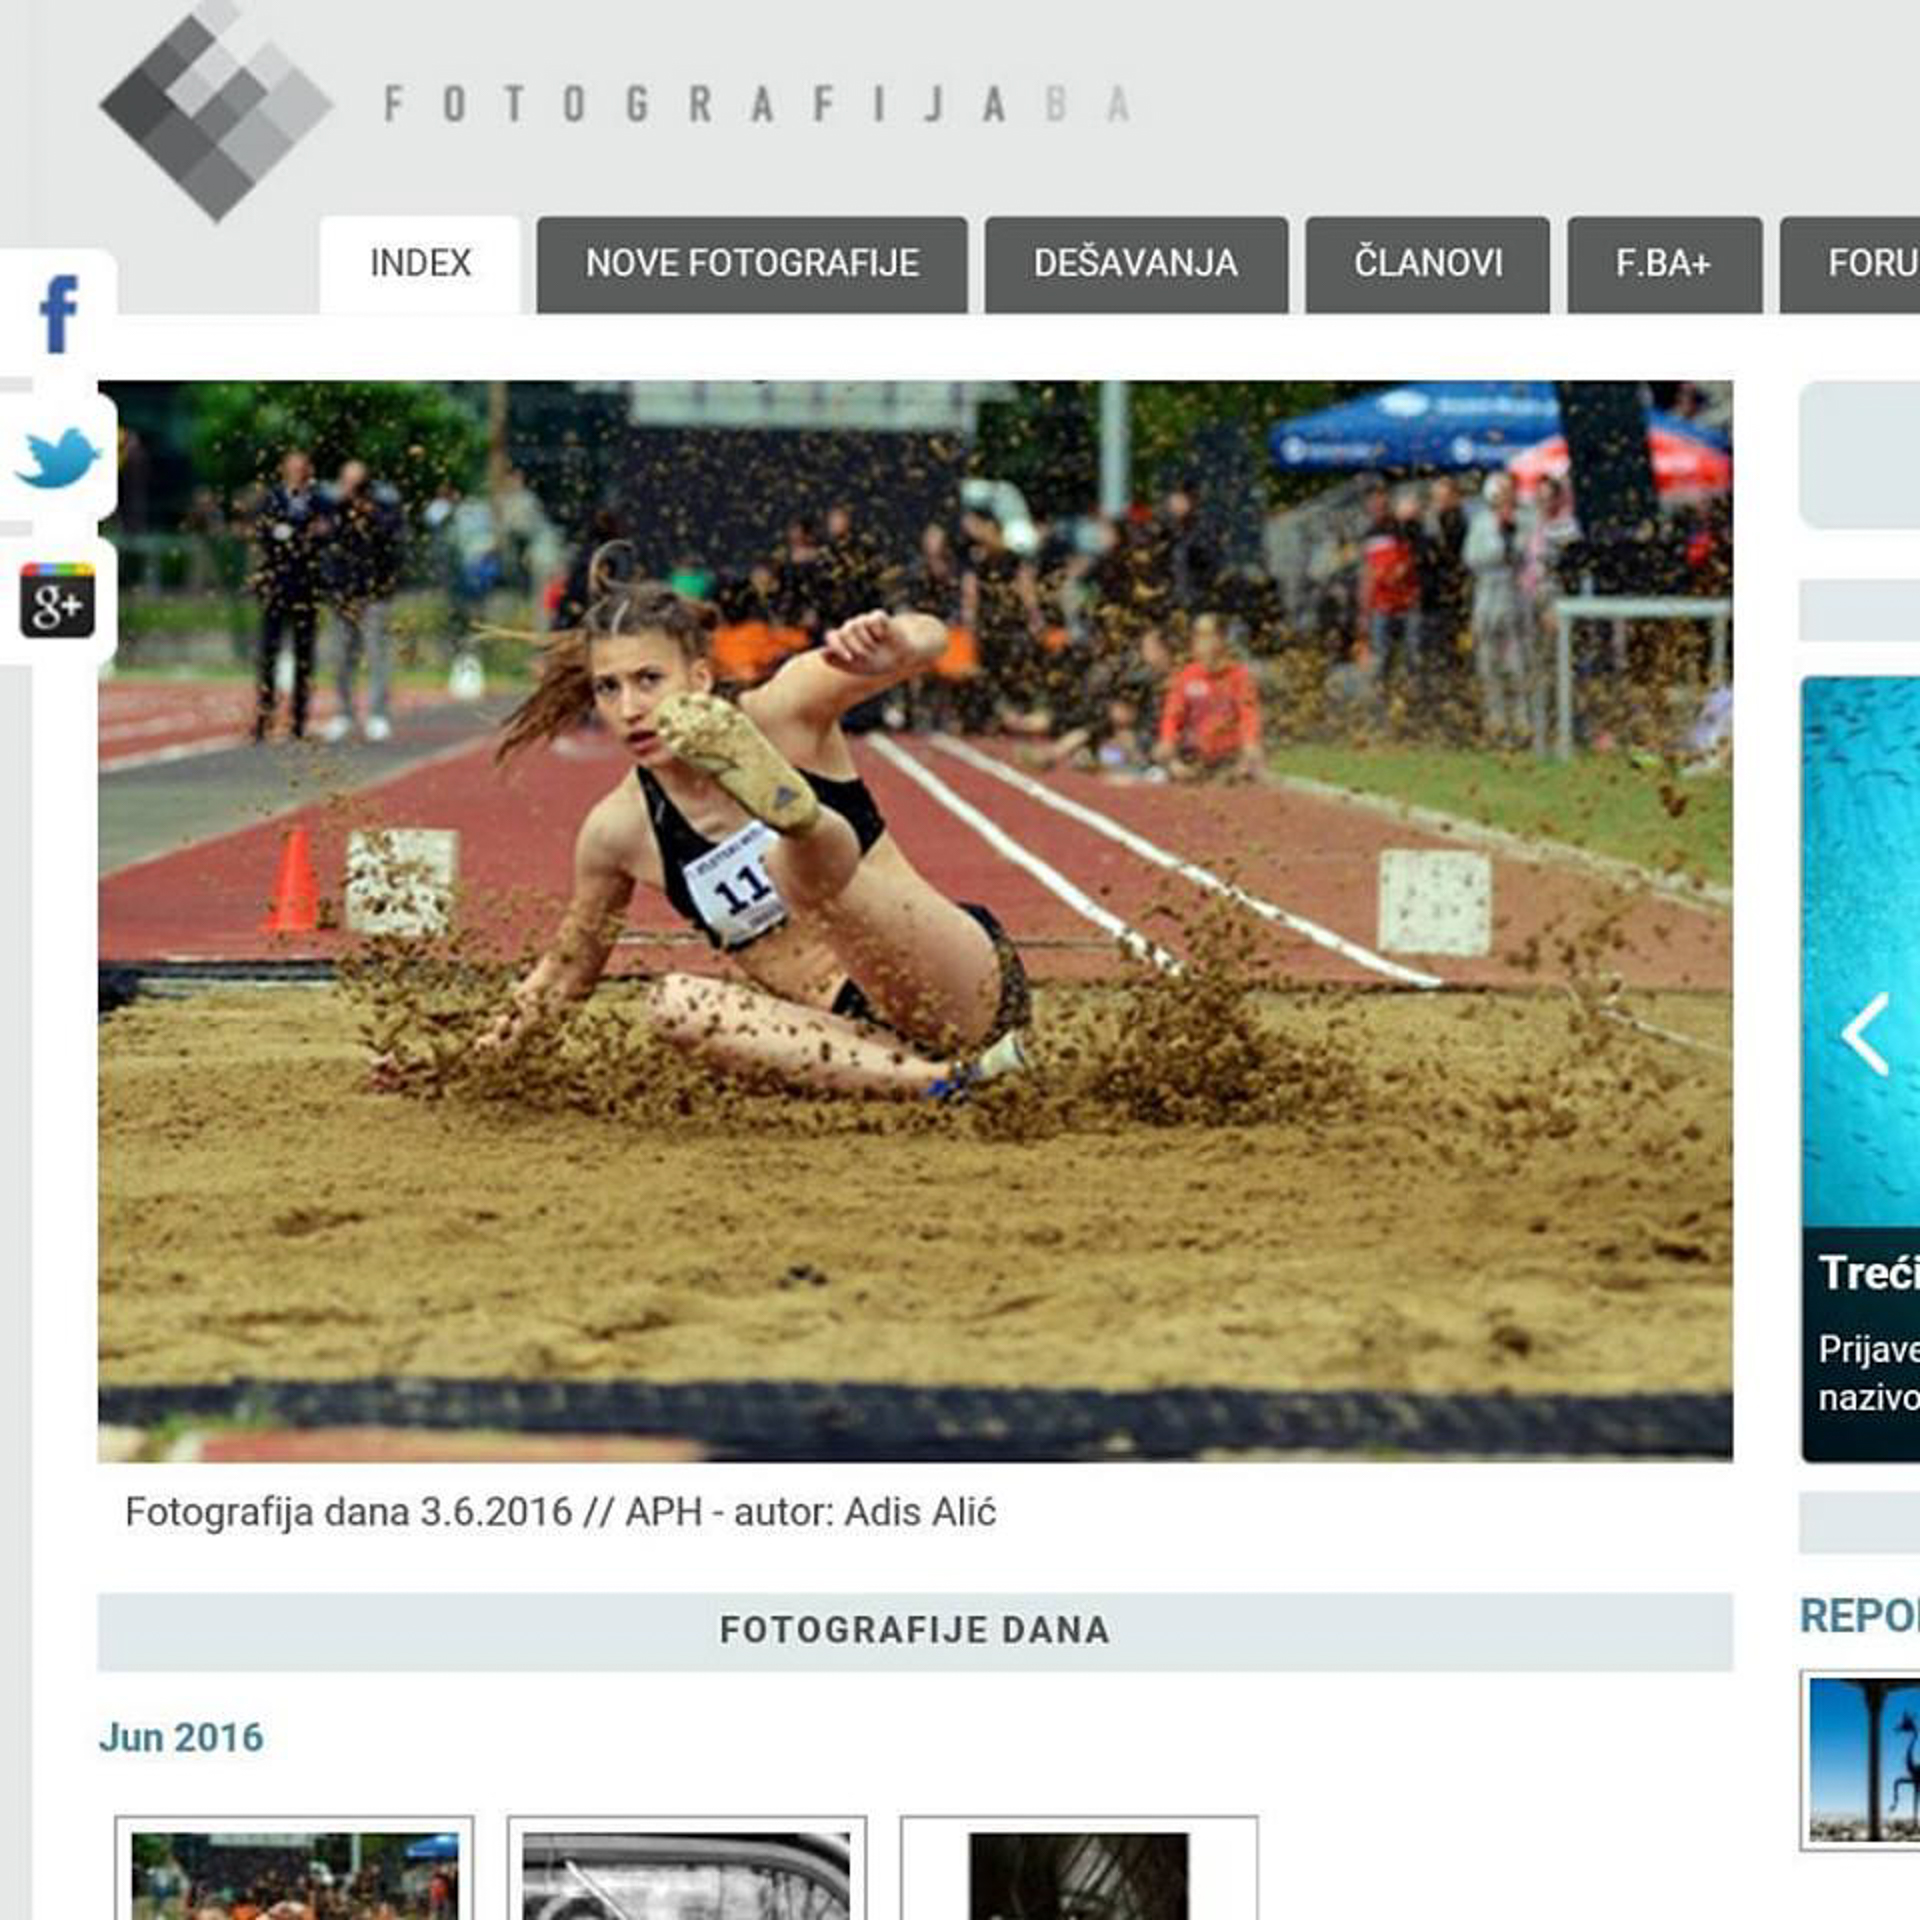 FOTOGRAFIJABA
INDEX
NOVE FOTOGRAFIJE
DEŠAVANJA
ČLANOVI
F.BA+
FORU
f
g+
11
Treći
Prijave
nazivo
Fotografija dana 3.6.2016 // APH - autor: Adis Alić
FOTOGRAFIJE DANA
Jun 2016